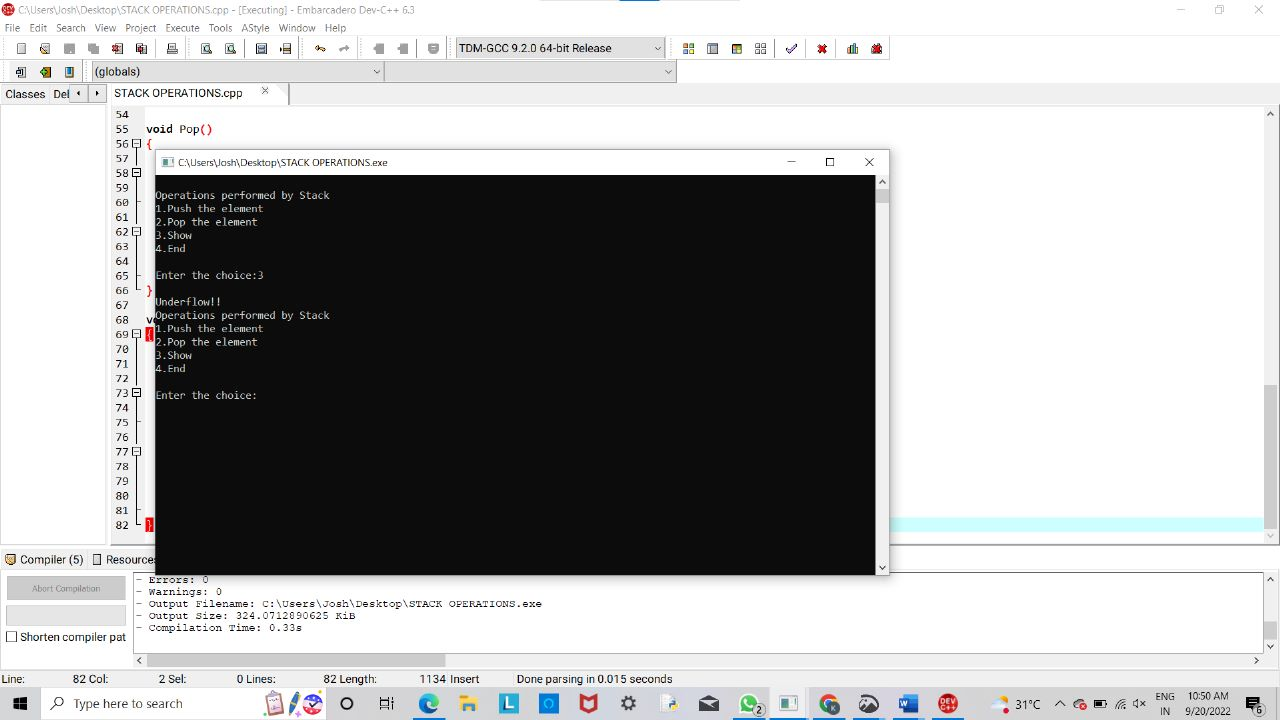 C:\Users\Josh\Desktop\STACK OPERATIONS.cpp - [Executing] - Embarcadero Dev-C++ 6.3
File Edit Search View Project Execute Tools AStyle Window Help
TDM-GCC 9.2.0 64-bit Release
(globals)
Classes Del
STACK OPERATIONS.cpp
54
55 void Pop()
56 {
57
58
59
60
61
62
63
64
65
66 }
67
68
69 {
70
71
72
73
74
75
76
77
78
79
80
81
82 }
C:\Users\Josh\Desktop\STACK OPERATIONS.exe
Operations performed by Stack
1.Push the element
2.Pop the element
3.Show
4.End
Enter the choice:3
Underflow!!
Operations performed by Stack
1.Push the element
2.Pop the element
3.Show
4.End
Enter the choice:
Compiler (5) Resource
Abort Compilation
Shorten compiler pat
- Errors: 0
- Warnings: 0
- Output Filename: C:\Users\Josh\Desktop\STACK OPERATIONS.exe
- Output Size: 324.0712890625 KiB
- Compilation Time: 0.33s
Line: 82 Col: 2 Sel: 0 Lines: 82 Length: 1134 Insert Done parsing in 0.015 seconds
Type here to search
2
31°C
ENG
IN
10:50 AM
9/20/2022
6